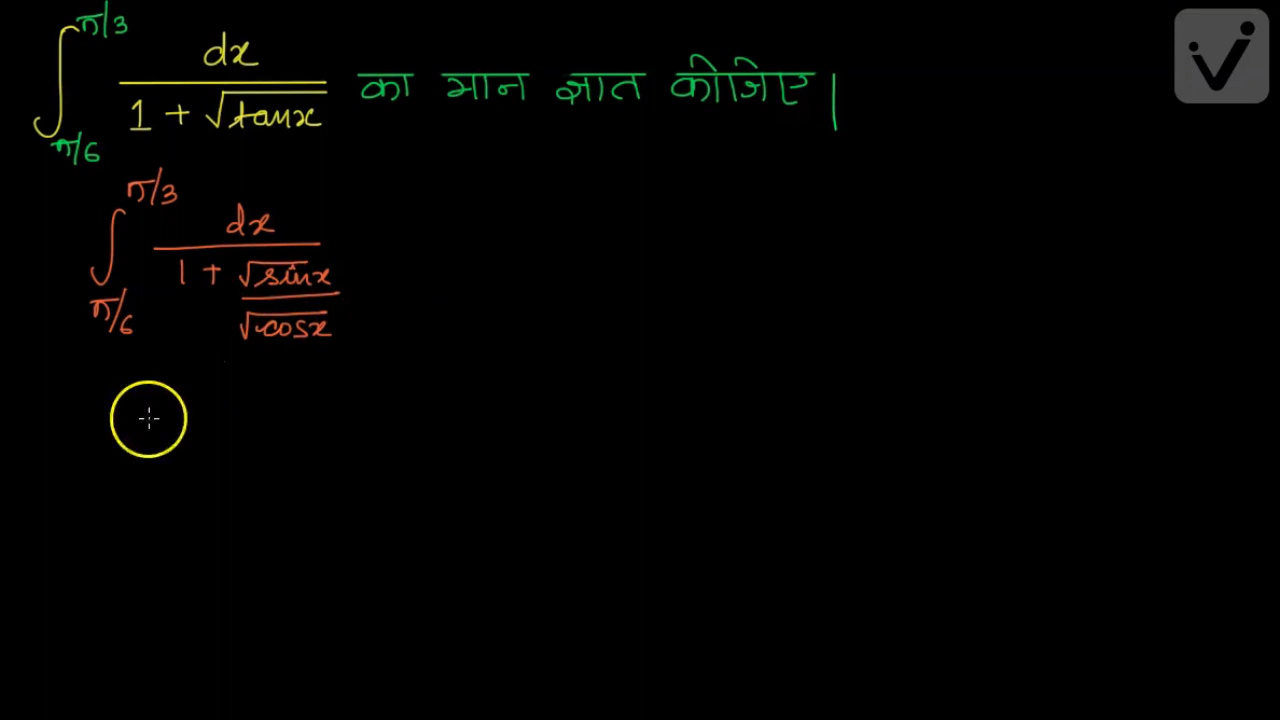 ∫_{π/6}^{π/3} dx / (1 + √tanx) का मान ज्ञात कीजिए |
∫_{π/6}^{π/3} dx / (1 + √sinx / √cosx)